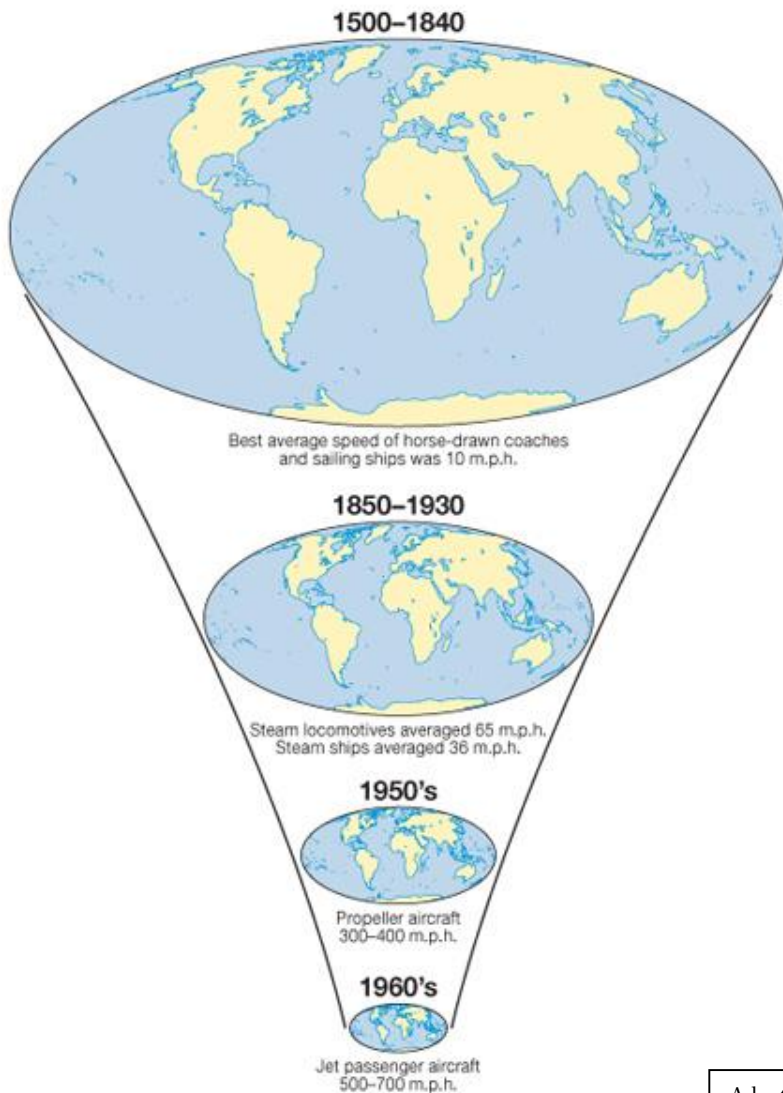 1500–1840
Best average speed of horse-drawn coaches
and sailing ships was 10 m.p.h.
1850–1930
Steam locomotives averaged 65 m.p.h.
Steam ships averaged 36 m.p.h.
1950's
Propeller aircraft
300–400 m.p.h.
1960's
Jet passenger aircraft
500–700 m.p.h.